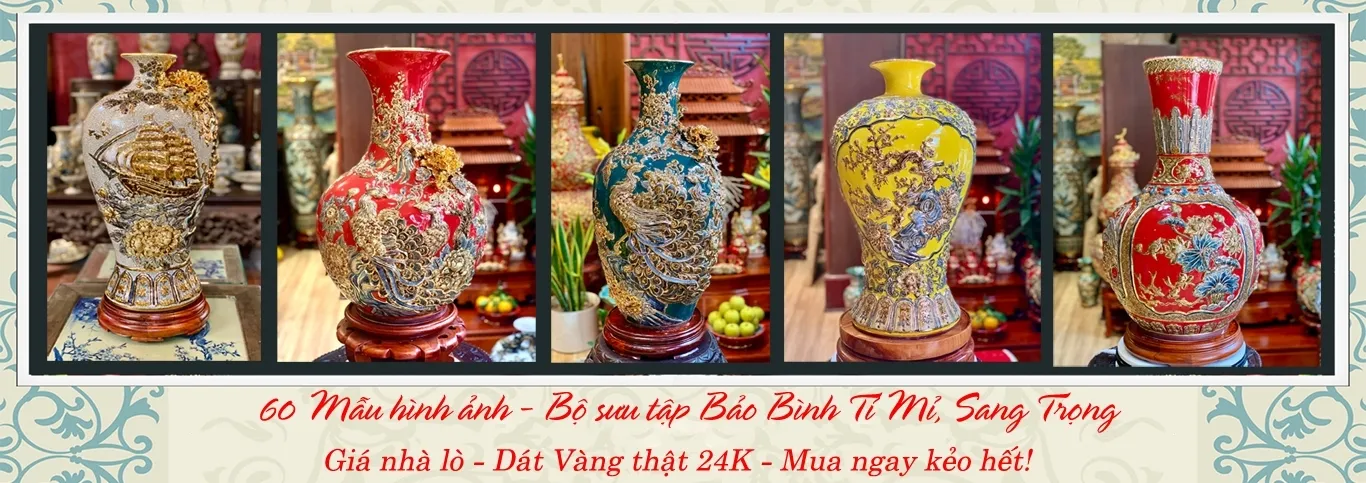 60 Mẫu hình ảnh - Bộ sưu tập Bảo Bình Tỉ Mỉ, Sang Trọng
Giá nhà lò - Dát Vàng thật 24K - Mua ngay kẻo hết!